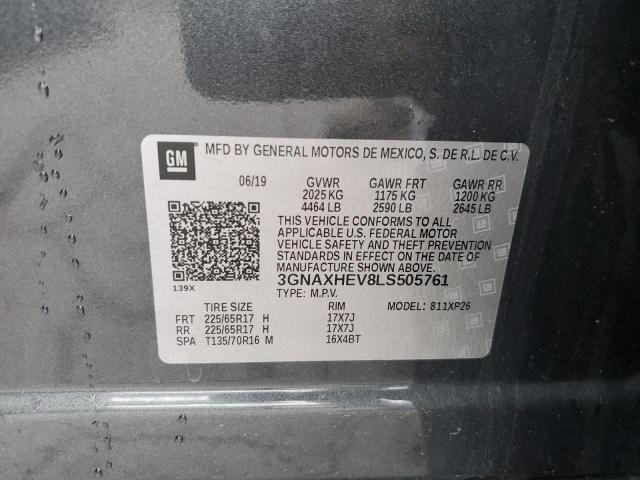 GM MFD BY GENERAL MOTORS DE MEXICO, S. DE R.L. DE C.V.
06/19 GVWR GAWR FRT GAWR RR
2025 KG 1175 KG 1200 KG
4464 LB 2590 LB 2645 LB
THIS VEHICLE CONFORMS TO ALL
APPLICABLE U.S. FEDERAL MOTOR
VEHICLE SAFETY AND THEFT PREVENTION
STANDARDS IN EFFECT ON THE DATE OF
MANUFACTURE SHOWN ABOVE.
139X 3GNAXHEV8LS505761
TYPE: M.P.V.
TIRE SIZE RIM MODEL: 811XP26
FRT 225/65R17 H 17X7J
RR 225/65R17 H 17X7J
SPA T135/70R16 M 16X4BT